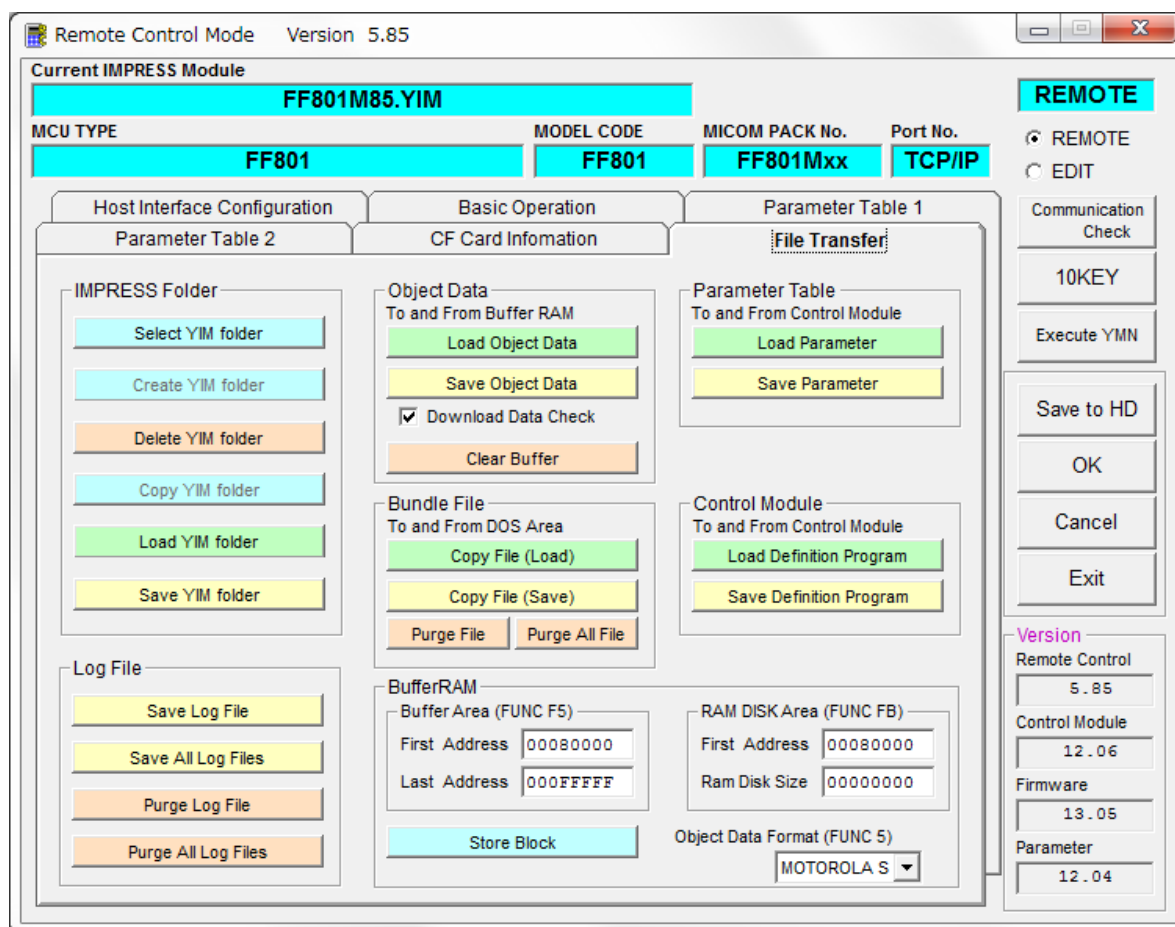 Remote Control Mode Version 5.85
Current IMPRESS Module
FF801M85.YIM
MCU TYPE
MODEL CODE
MICOM PACK No.
Port No.
FF801
FF801
FF801Mxx
TCP/IP
REMOTE
REMOTE
EDIT
Host Interface Configuration
Basic Operation
Parameter Table 1
Parameter Table 2
CF Card Infomation
File Transfer
IMPRESS Folder
Select YIM folder
Create YIM folder
Delete YIM folder
Copy YIM folder
Load YIM folder
Save YIM folder
Log File
Save Log File
Save All Log Files
Purge Log File
Purge All Log Files
Object Data
To and From Buffer RAM
Load Object Data
Save Object Data
Download Data Check
Clear Buffer
Bundle File
To and From DOS Area
Copy File (Load)
Copy File (Save)
Purge File
Purge All File
Parameter Table
To and From Control Module
Load Parameter
Save Parameter
Control Module
To and From Control Module
Load Definition Program
Save Definition Program
BufferRAM
Buffer Area (FUNC F5)
First Address 00080000
Last Address 000FFFFF
Store Block
RAM DISK Area (FUNC FB)
First Address 00080000
Ram Disk Size 00000000
Object Data Format (FUNC 5)
MOTOROLA S
Communication
Check
10KEY
Execute YMN
Save to HD
OK
Cancel
Exit
Version
Remote Control
5.85
Control Module
12.06
Firmware
13.05
Parameter
12.04